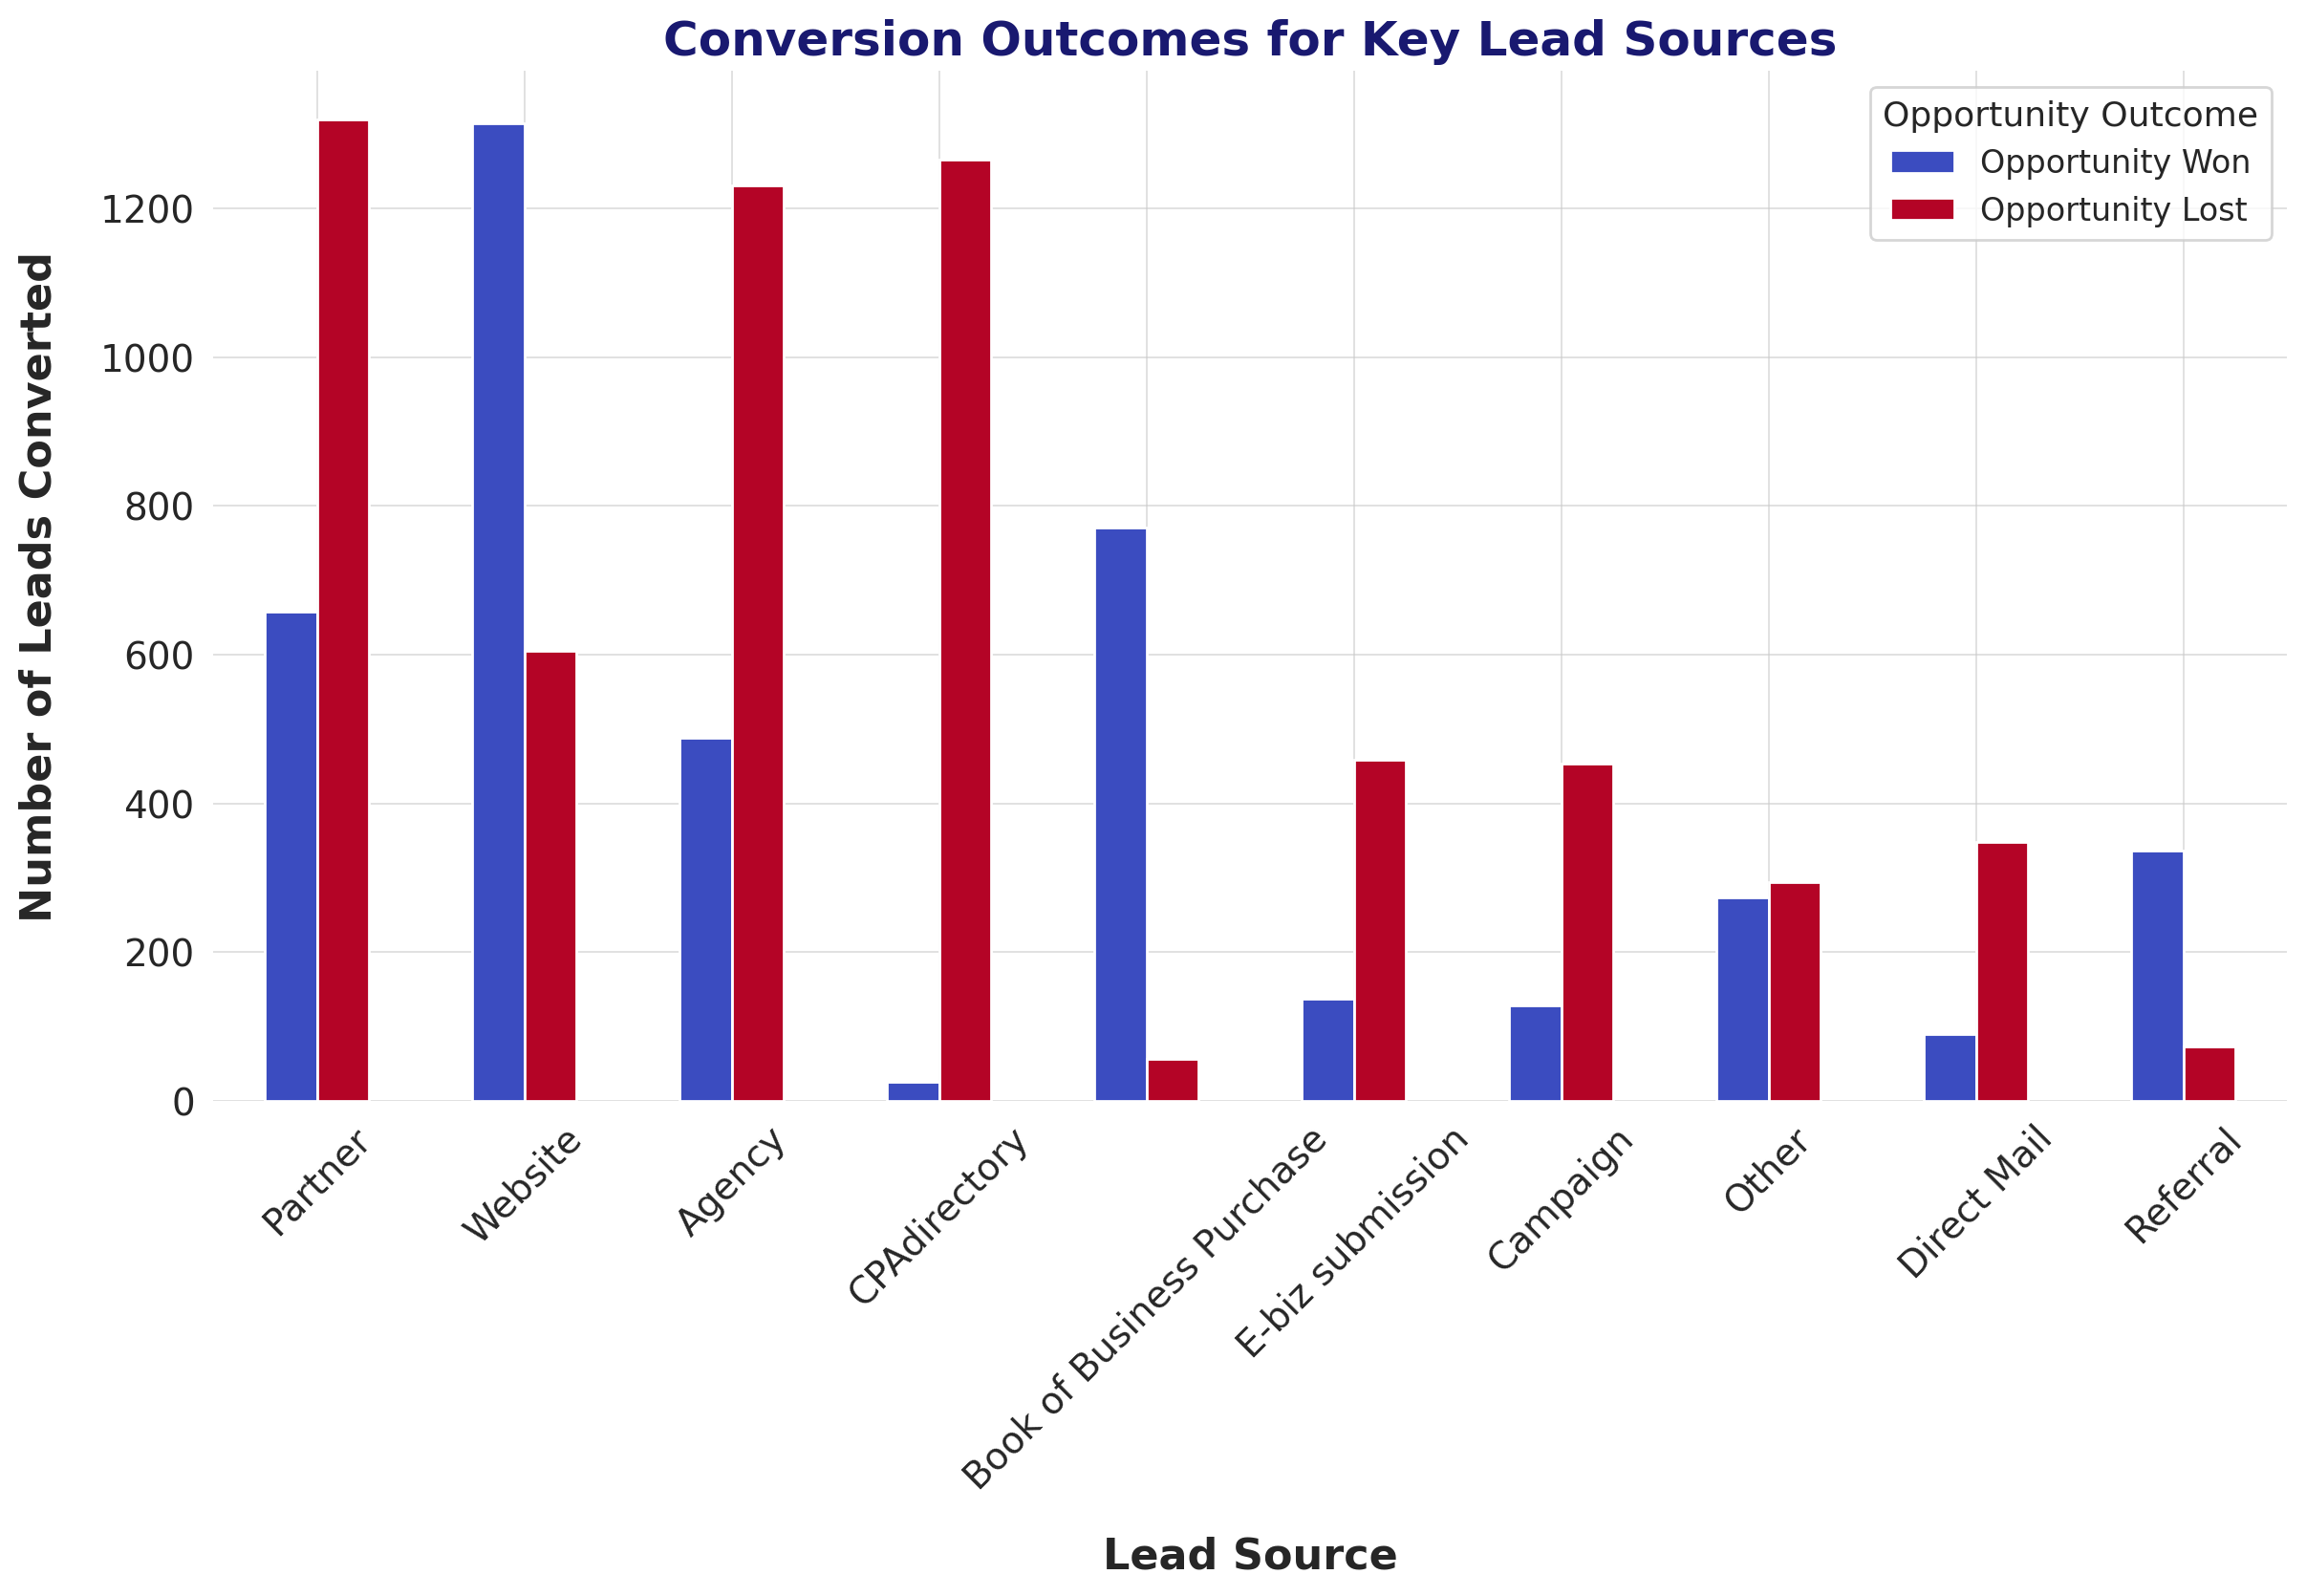 Conversion Outcomes for Key Lead Sources
Opportunity Outcome
Opportunity Won
Opportunity Lost
Number of Leads Converted
1200
1000
800
600
400
200
0
Partner
Website
Agency
CPAdirectory
Book of Business Purchase
E-biz submission
Campaign
Other
Direct Mail
Referral
Lead Source